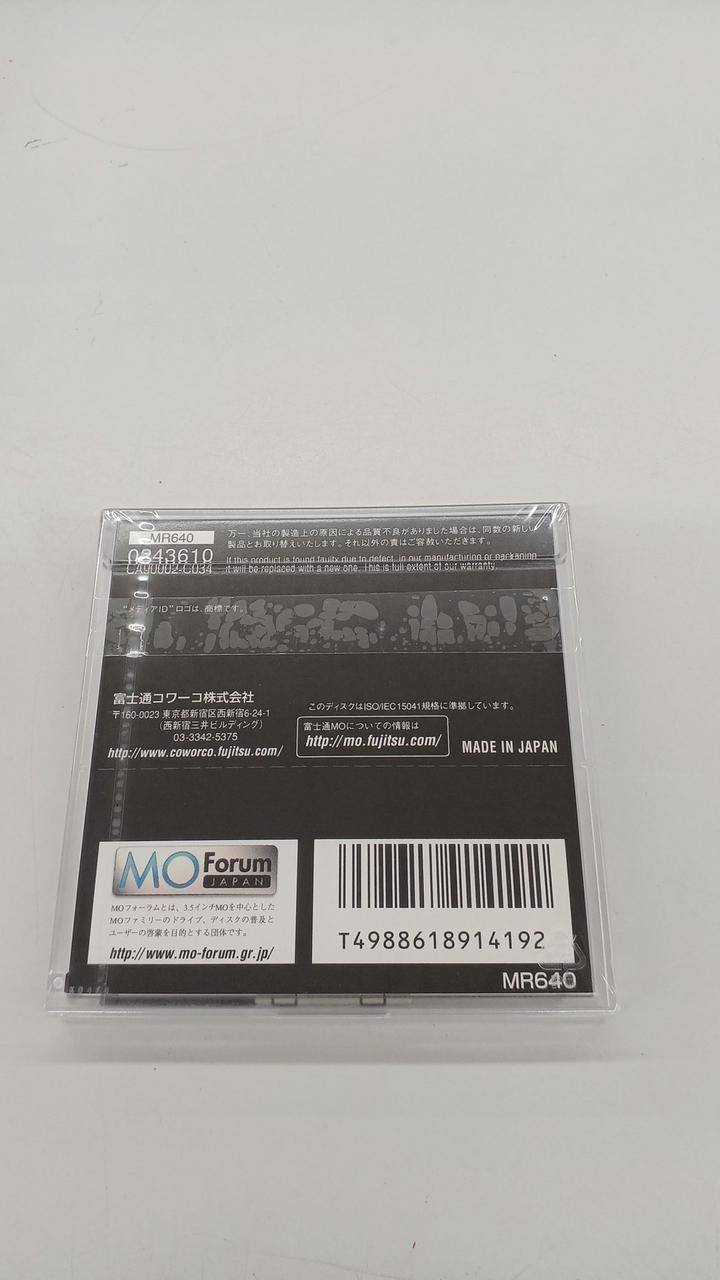 MR640
0243610
CA90002-C034
万一、当社の製造上の原因による品質不良がありました場合は、同数の新しい
製品とお取り替えいたします。それ以外の責はご容赦いただきます。
If this product is found faulty due to defect, in our manufacturing or packaging
it will be replaced with a new one. This is full extent of our warranty.
“メディアID”ロゴは、商標です。
富士通コワーコ株式会社
〒160-0023 東京都新宿区西新宿6-24-1
(西新宿三井ビルディング)
03-3342-5375
http://www.coworco.fujitsu.com/
このディスクはISO/IEC 15041規格に準拠しています。
富士通MOについての情報は
http://mo.fujitsu.com/
MADE IN JAPAN
MO Forum
JAPAN
MOフォーラムとは、3.5インチMOを中心とした
MOファミリーのドライブ、ディスクの普及と
ユーザーの啓蒙を目的とする団体です。
http://www.mo-forum.gr.jp/
T4988618914192
MR640